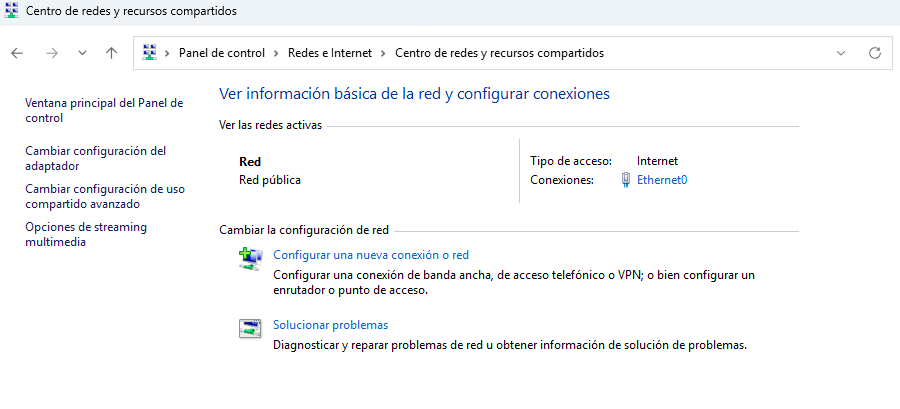 Centro de redes y recursos compartidos
Panel de control
Redes e Internet
Centro de redes y recursos compartidos
Ventana principal del Panel de
control
Cambiar configuración del
adaptador
Cambiar configuración de uso
compartido avanzado
Opciones de streaming
multimedia
Ver información básica de la red y configurar conexiones
Ver las redes activas
Red
Red pública
Tipo de acceso: Internet
Conexiones: Ethernet0
Cambiar la configuración de red
Configurar una nueva conexión o red
Configurar una conexión de banda ancha, de acceso telefónico o VPN; o bien configurar un
enrutador o punto de acceso.
Solucionar problemas
Diagnosticar y reparar problemas de red u obtener información de solución de problemas.